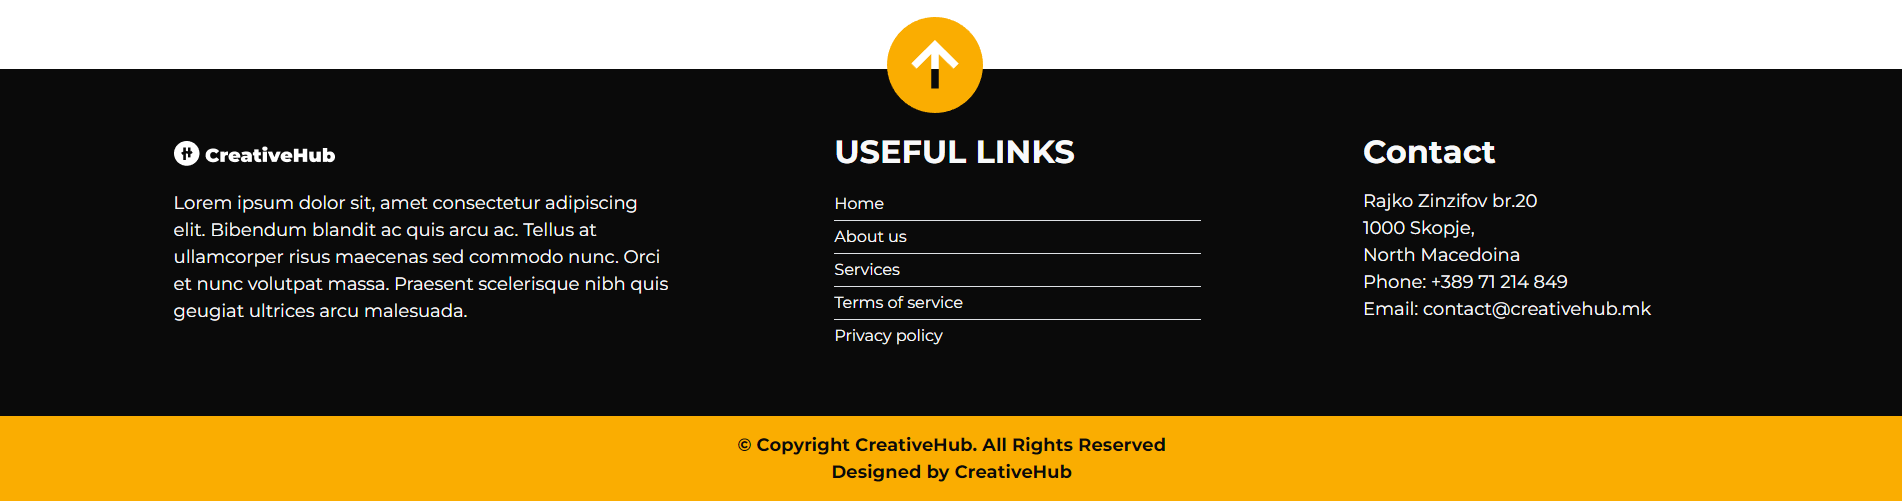 CreativeHub
Lorem ipsum dolor sit, amet consectetur adipiscing
elit. Bibendum blandit ac quis arcu ac. Tellus at
ullamcorper risus maecenas sed commodo nunc. Orci
et nunc volutpat massa. Praesent scelerisque nibh quis
geugiat ultrices arcu malesuada.
USEFUL LINKS
Home
About us
Services
Terms of service
Privacy policy
Contact
Rajko Zinzifov br.20
1000 Skopje,
North Macedoina
Phone: +389 71 214 849
Email: contact@creativehub.mk
© Copyright CreativeHub. All Rights Reserved
Designed by CreativeHub